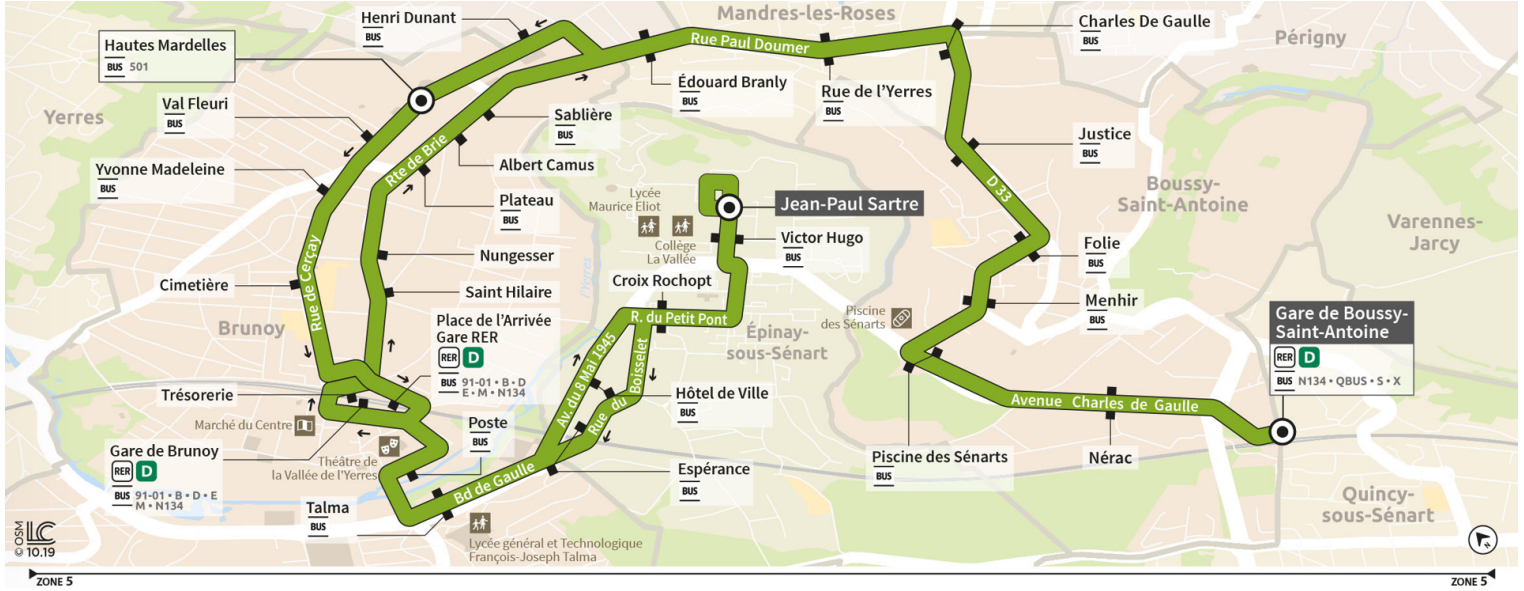 Henri Dunant
BUS
Mandres-les-Roses
Charles De Gaulle
BUS
Périgny
Hautes Mardelles
BUS 501
Rue Paul Doumer
Édouard Branly
BUS
Rue de l'Yerres
BUS
Val Fleuri
BUS
Yerres
Sablière
BUS
Justice
BUS
Rte de Brie
Albert Camus
Yvonne Madeleine
BUS
Plateau
BUS
Lycée
Maurice Eliot
Jean-Paul Sartre
D 33
Boussy-
Saint-Antoine
Varennes-
Jarcy
Collège
La Vallée
Victor Hugo
BUS
Folie
BUS
Nungesser
l'Yerres
Croix Rochopt
Cimetière
Rue de Cerçay
Saint Hilaire
Menhir
BUS
Brunoy
Place de l'Arrivée
Gare RER
RER D
BUS 91-01 • B • D
E • M • N134
R. du Petit Pont
Épinay-
sous-Sénart
Piscine
des Sénarts
Gare de Boussy-
Saint-Antoine
RER D
BUS N134 • QBUS • S • X
Av. du 8 Mai 1945
Rue du Boisselet
Hôtel de Ville
BUS
Trésorerie
Avenue Charles de Gaulle
Marché du Centre
Poste
BUS
Gare de Brunoy
RER D
BUS 91-01 • B • D • E
M • N134
Théâtre de
la Vallée de l'Yerres
Bd de Gaulle
Espérance
BUS
Piscine des Sénarts
BUS
Nérac
Quincy-
sous-Sénart
Talma
BUS
Lycée général et Technologique
François-Joseph Talma
© OSM
LC
10.19
N
ZONE 5
ZONE 5